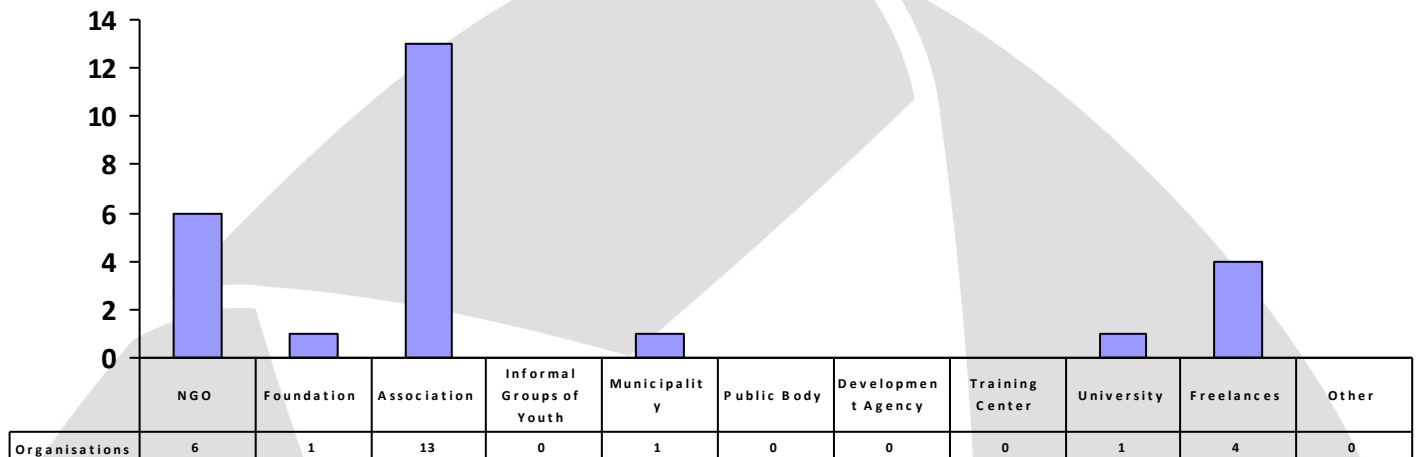 14
12
10
8
6
4
2
0
NGO
Foundation
Association
Informal
Groups of
Youth
Municipalit
y
Public Body
Developmen
t Agency
Training
Center
University
Freelances
Other
Organisations 6 1 13 0 1 0 0 0 1 4 0